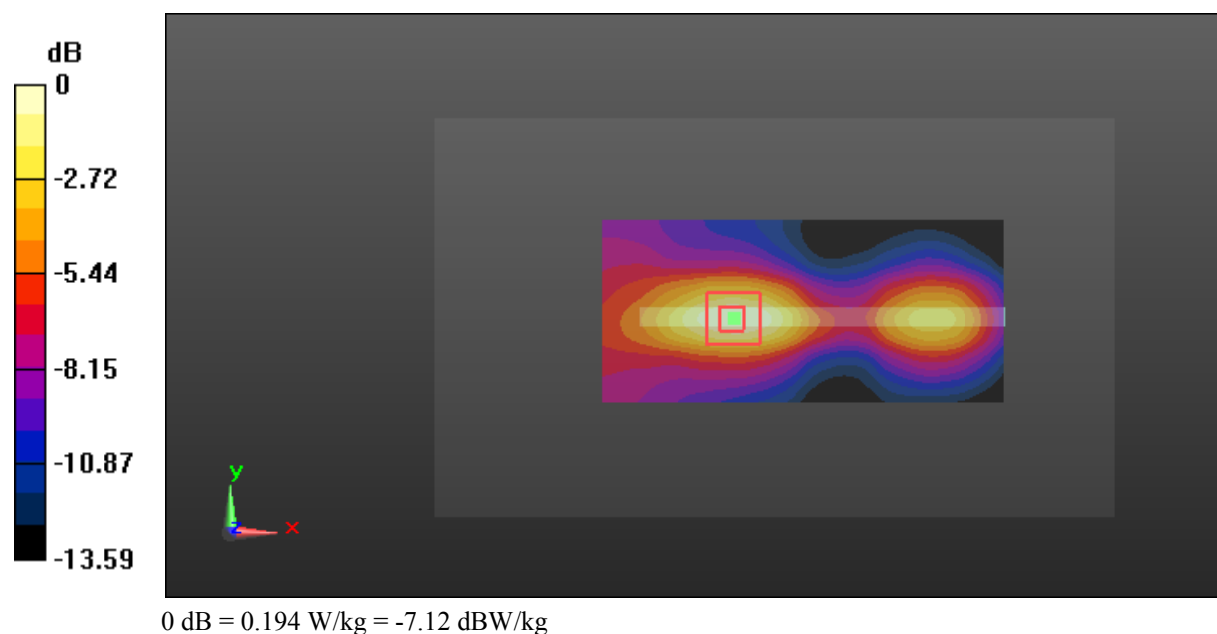 dB
0
-2.72
-5.44
-8.15
-10.87
-13.59
y
z
x
0 dB = 0.194 W/kg = -7.12 dBW/kg